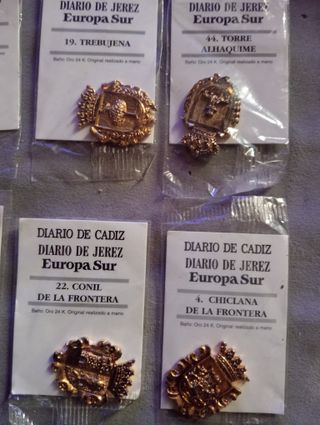 DIARIO DE JEREZ
Europa Sur
19. TREBUJENA
Baño: Oro 24 K. Original realizado a mano
DIARIO DE JEREZ
Europa Sur
44. TORRE
ALHAQUIME
Baño: Oro 24 K. Original realizado a mano
DIARIO DE CADIZ
DIARIO DE JEREZ
Europa Sur
22. CONIL
DE LA FRONTERA
Baño: Oro 24 K. Original realizado a mano
DIARIO DE CADIZ
DIARIO DE JEREZ
Europa Sur
4. CHICLANA
DE LA FRONTERA
Baño: Oro 24 K. Original realizado a mano